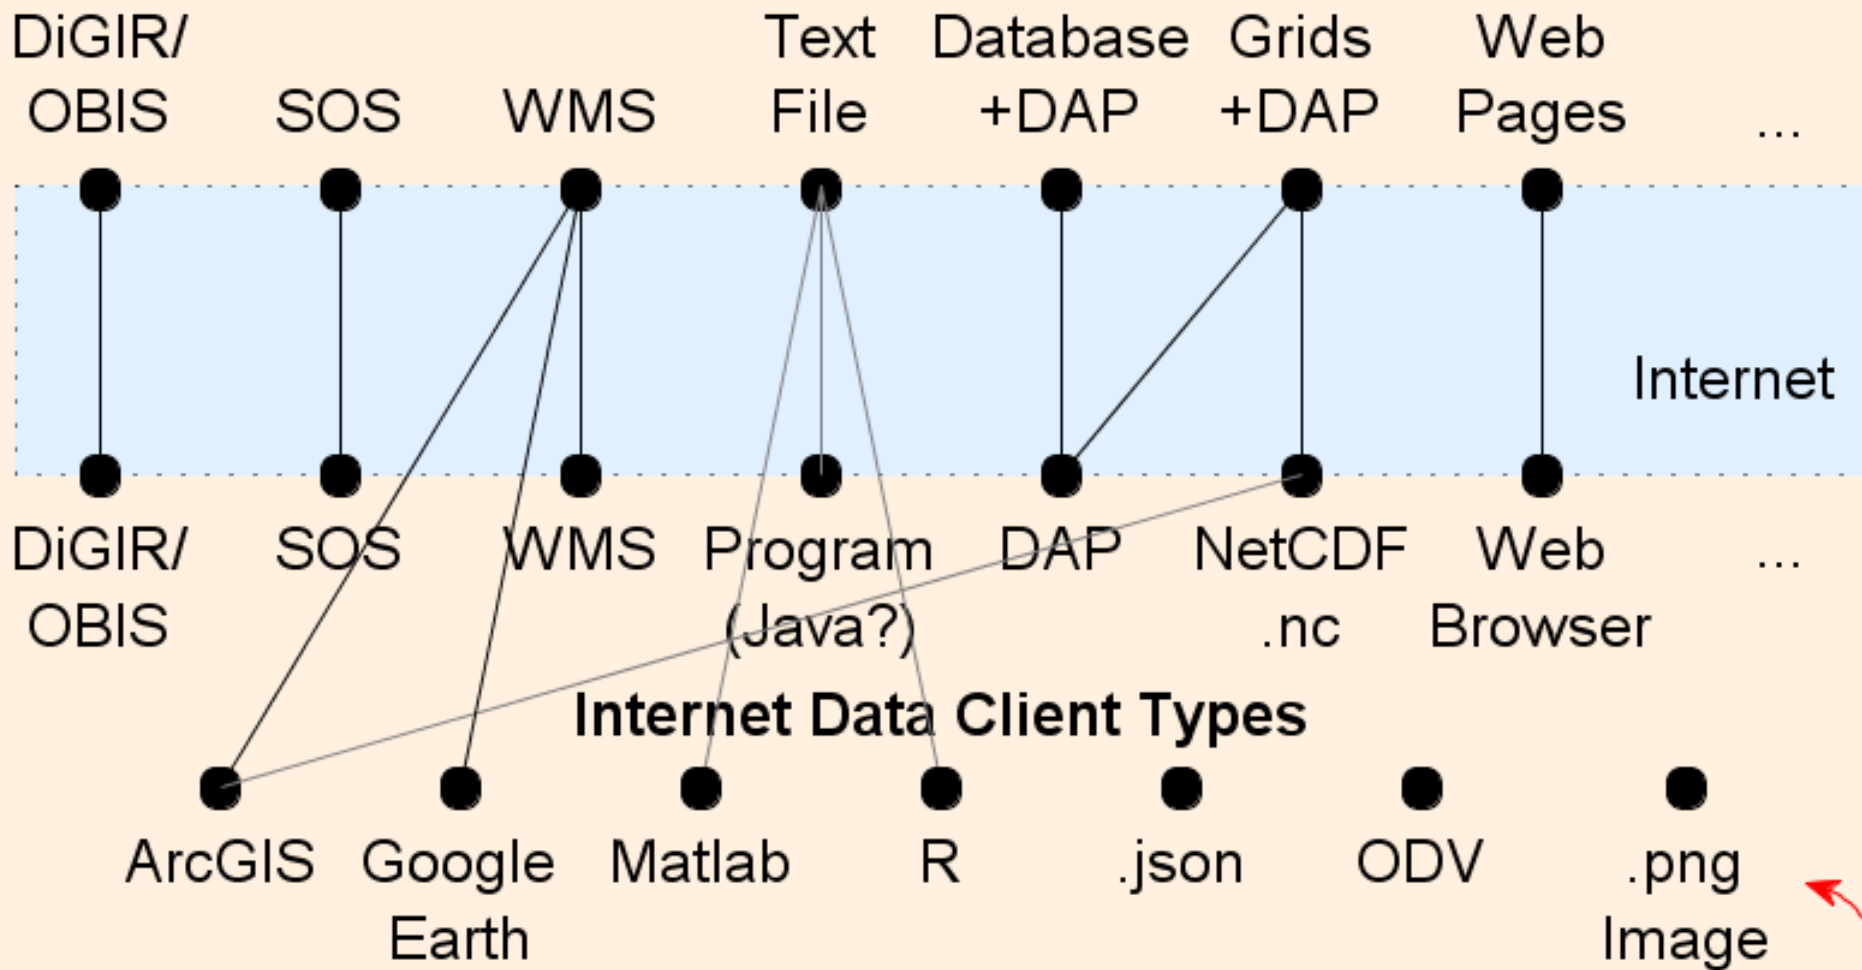 DiGIR/ Text Database Grids Web
OBIS SOS WMS File +DAP +DAP Pages ...
Internet
DiGIR/ SOS WMS Program DAP NetCDF Web ...
OBIS (Java?) .nc Browser
Internet Data Client Types
ArcGIS Google Matlab R .json ODV .png
Earth Image